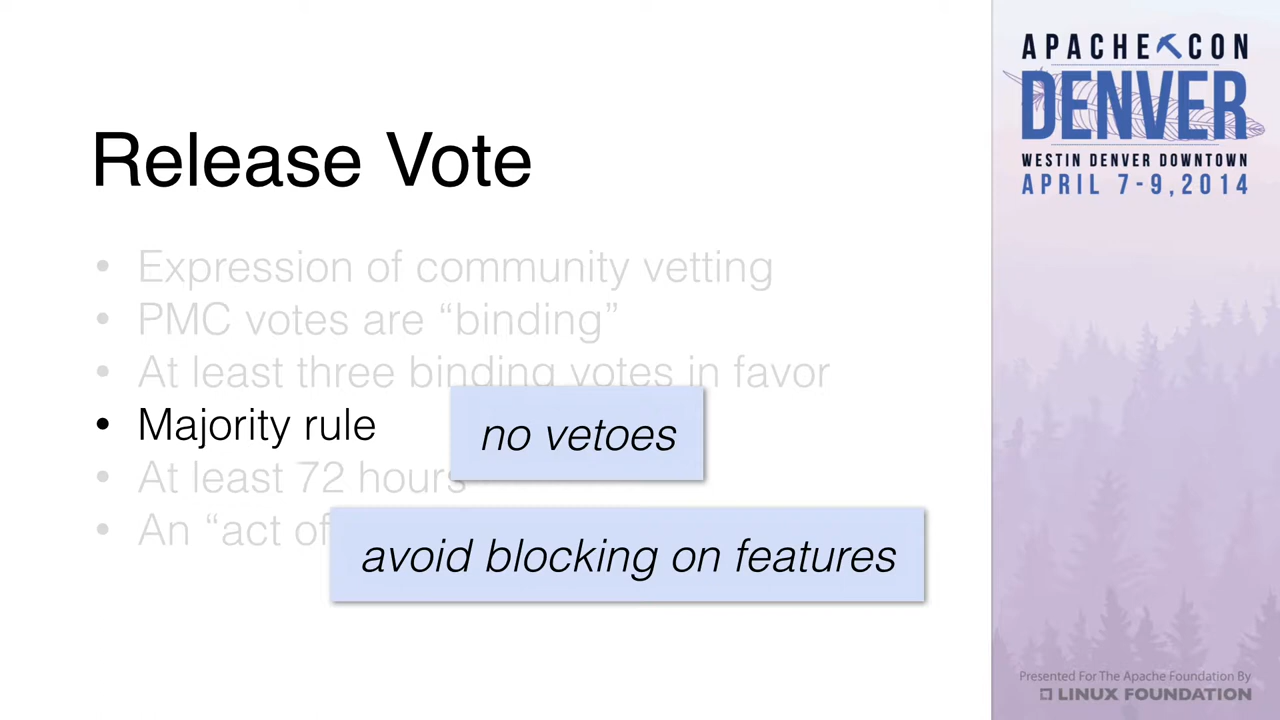 Release Vote
• Expression of community vetting
• PMC votes are “binding”
• At least three binding votes in favor
• Majority rule
no vetoes
• At least 72 hours
• An “act of
avoid blocking on features
APACHE CON
DENVER
WESTIN DENVER DOWNTOWN
APRIL 7-9, 2014
Presented For The Apache Foundation By
LINUX FOUNDATION